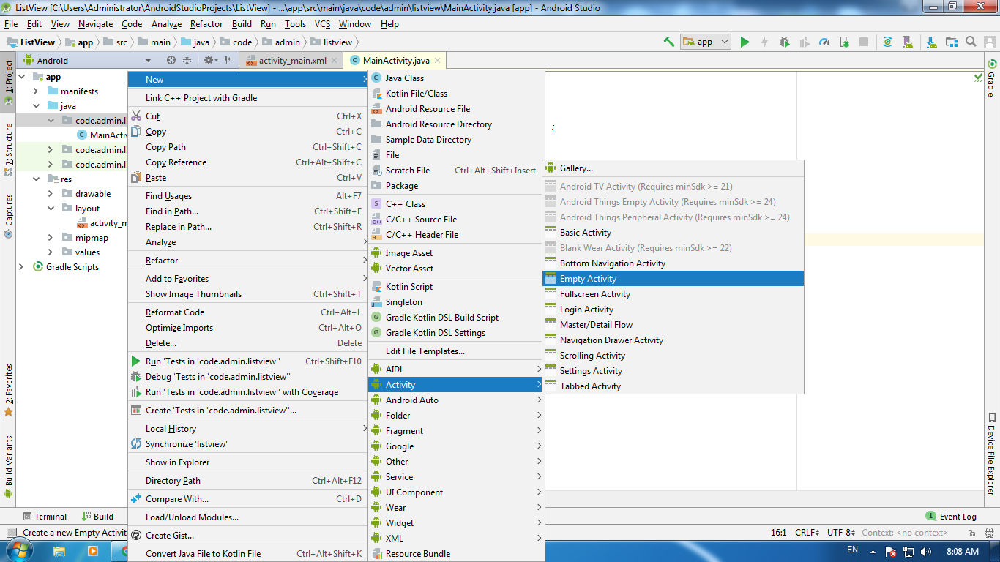 ListView [C:\Users\Administrator\AndroidStudioProjects\ListView] - ...\app\src\main\java\code\admin\listview\MainActivity.java [app] - Android Studio
File Edit View Navigate Code Analyze Refactor Build Run Tools VCS Window Help
ListView app src main java code admin listview app
Android activity_main.xml MainActivity.java
1: Project
7: Structure
Captures
2: Favorites
Build Variants
app
manifests
java
code.admin.li
MainActiv
code.admin.li
code.admin.li
res
drawable
layout
activity_m
mipmap
values
Gradle Scripts
New
Link C++ Project with Gradle
Cut Ctrl+X
Copy Ctrl+C
Copy Path Ctrl+Shift+C
Copy Reference Ctrl+Alt+Shift+C
Paste Ctrl+V
Find Usages Alt+F7
Find in Path... Ctrl+Shift+F
Replace in Path... Ctrl+Shift+R
Analyze
Refactor
Add to Favorites
Show Image Thumbnails Ctrl+Shift+T
Reformat Code Ctrl+Alt+L
Optimize Imports Ctrl+Alt+O
Delete... Delete
Run 'Tests in 'code.admin.listview'' Ctrl+Shift+F10
Debug 'Tests in 'code.admin.listview''
Run 'Tests in 'code.admin.listview'' with Coverage
Create 'Tests in 'code.admin.listview''...
Local History
Synchronize 'listview'
Show in Explorer
Directory Path Ctrl+Alt+F12
Compare With... Ctrl+D
Load/Unload Modules...
Create Gist...
Convert Java File to Kotlin File Ctrl+Alt+Shift+K
Java Class
Kotlin File/Class
Android Resource File
Android Resource Directory
Sample Data Directory
File
Scratch File Ctrl+Alt+Shift+Insert
Package
C++ Class
C/C++ Source File
C/C++ Header File
Image Asset
Vector Asset
Kotlin Script
Singleton
Gradle Kotlin DSL Build Script
Gradle Kotlin DSL Settings
Edit File Templates...
AIDL
Activity
Android Auto
Folder
Fragment
Google
Other
Service
UI Component
Wear
Widget
XML
Resource Bundle
{
Gallery...
Android TV Activity (Requires minSdk >= 21)
Android Things Empty Activity (Requires minSdk >= 24)
Android Things Peripheral Activity (Requires minSdk >= 24)
Basic Activity
Blank Wear Activity (Requires minSdk >= 22)
Bottom Navigation Activity
Empty Activity
Fullscreen Activity
Login Activity
Master/Detail Flow
Navigation Drawer Activity
Scrolling Activity
Settings Activity
Tabbed Activity
Gradle
Device File Explorer
Terminal Build 1 Event Log
Create a new Empty Activit 16:1 CRLF UTF-8 Context: <no context>
EN 8:08 AM